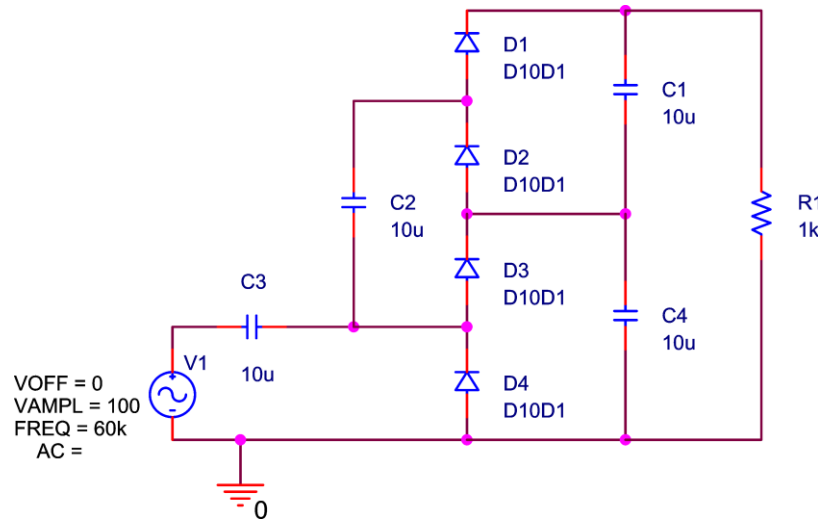 D1
D10D1
C1
10u
D2
D10D1
C2
10u
R1
1k
D3
D10D1
C3
10u
C4
10u
V1
D4
D10D1
VOFF = 0
VAMPL = 100
FREQ = 60k
AC =
0